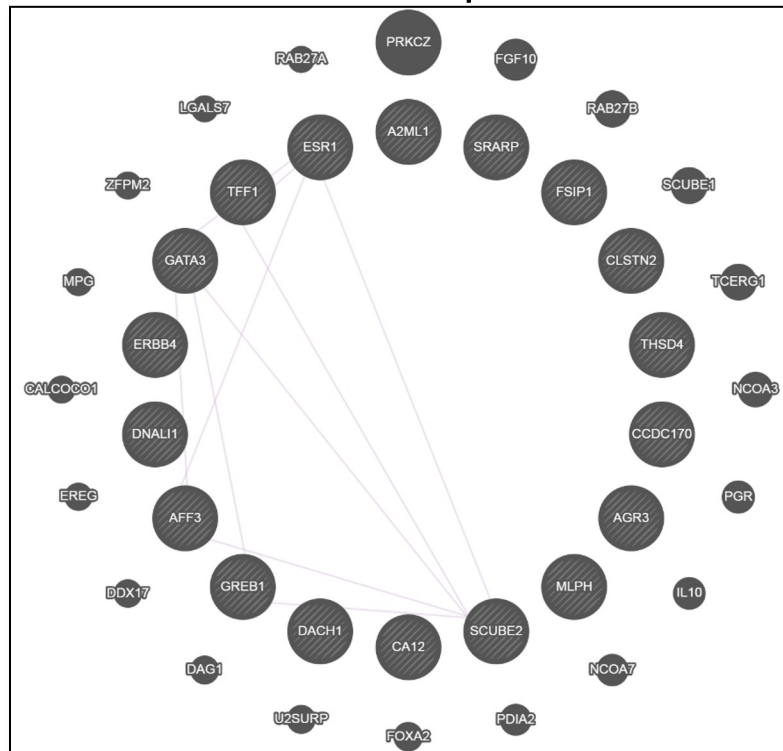 PRKCZ
RAB27A
FGF10
LGALS7
RAB27B
A2ML1
ESR1
SRARP
ZFPM2
TFF1
FSIP1
SCUBE1
GATA3
CLSTN2
MPG
TCERG1
ERBB4
THSD4
CALCOCO1
NCOA3
DNALI1
CCDC170
EREG
PGR
AFF3
AGR3
DDX17
GREB1
MLPH
IL10
DACH1
SCUBE2
CA12
DAG1
NCOA7
U2SURP
PDIA2
FOXA2